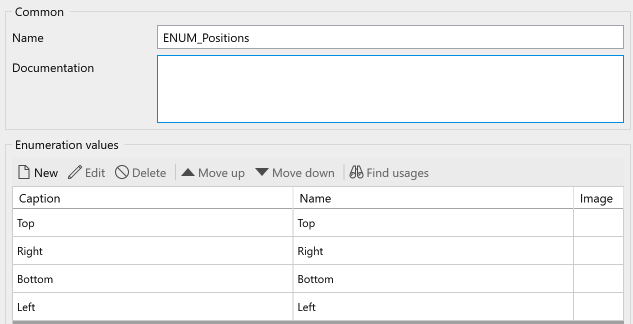 Common
Name ENUM_Positions
Documentation
Enumeration values
New Edit Delete Move up Move down Find usages
Caption Name Image
Top Top
Right Right
Bottom Bottom
Left Left